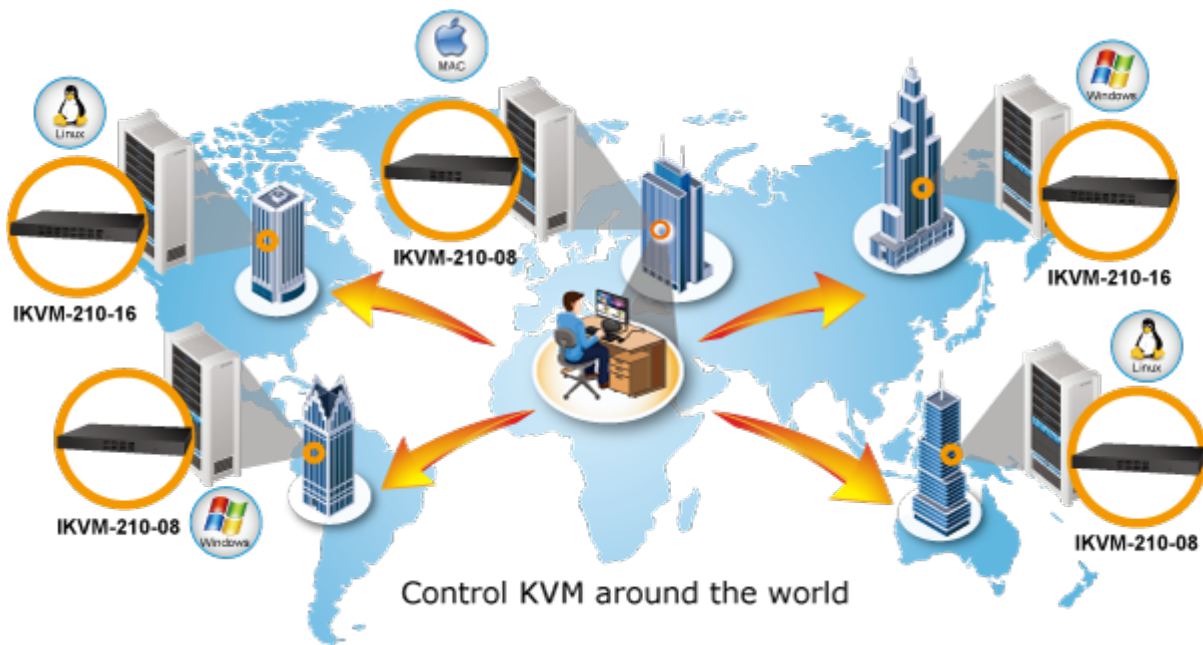 MAC
Windows
Linux
IKVM-210-08
IKVM-210-16
IKVM-210-16
Linux
IKVM-210-08
Windows
IKVM-210-08
Control KVM around the world